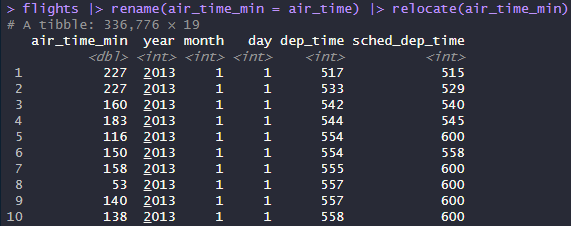 > flights |> rename(air_time_min = air_time) |> relocate(air_time_min)
# A tibble: 336,776 × 19
air_time_min year month day dep_time sched_dep_time
<dbl> <int> <int> <int> <int> <int>
1 227 2013 1 1 517 515
2 227 2013 1 1 533 529
3 160 2013 1 1 542 540
4 183 2013 1 1 544 545
5 116 2013 1 1 554 600
6 150 2013 1 1 554 558
7 158 2013 1 1 555 600
8 53 2013 1 1 557 600
9 140 2013 1 1 557 600
10 138 2013 1 1 558 600